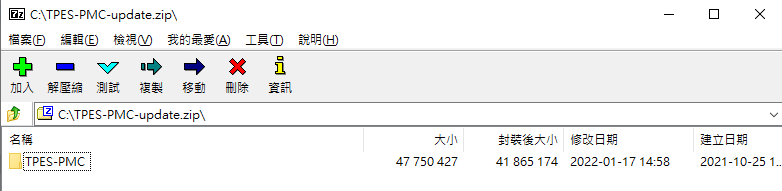 7z C:\TPES-PMC-update.zip\
檔案(F) 編輯(E) 檢視(V) 我的最愛(A) 工具(T) 說明(H)
加入 解壓縮 測試 複製 移動 刪除 資訊
C:\TPES-PMC-update.zip\
名稱 大小 封裝後大小 修改日期 建立日期
TPES-PMC 47 750 427 41 865 174 2022-01-17 14:58 2021-10-25 1...